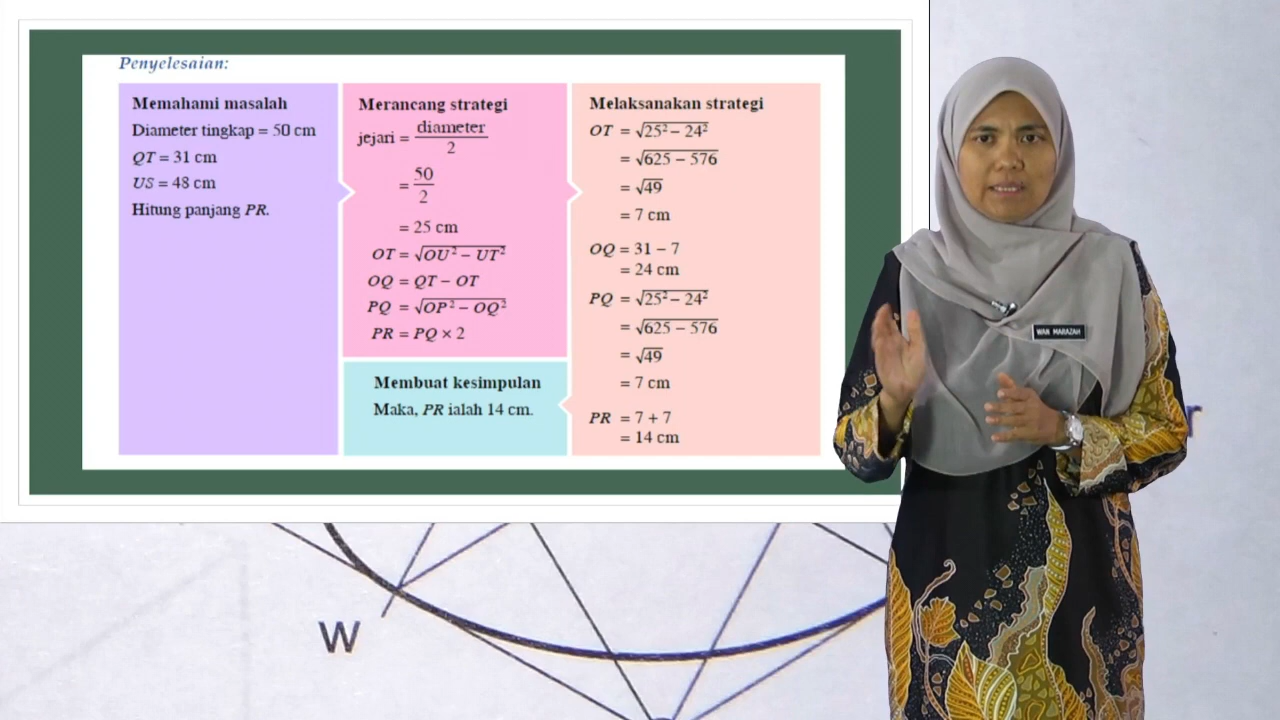 Penyelesaian:
Memahami masalah
Diameter tingkap = 50 cm
QT = 31 cm
US = 48 cm
Hitung panjang PR.
Merancang strategi
jejari = diameter/2
= 50/2
= 25 cm
OT = √(OU² − UT²)
OQ = QT − OT
PQ = √(OP² − OQ²)
PR = PQ × 2
Membuat kesimpulan
Maka, PR ialah 14 cm.
Melaksanakan strategi
OT = √(25² − 24²)
= √(625 − 576)
= √49
= 7 cm
OQ = 31 − 7
= 24 cm
PQ = √(25² − 24²)
= √(625 − 576)
= √49
= 7 cm
PR = 7 + 7
= 14 cm
WAN MARAZAH
W
r